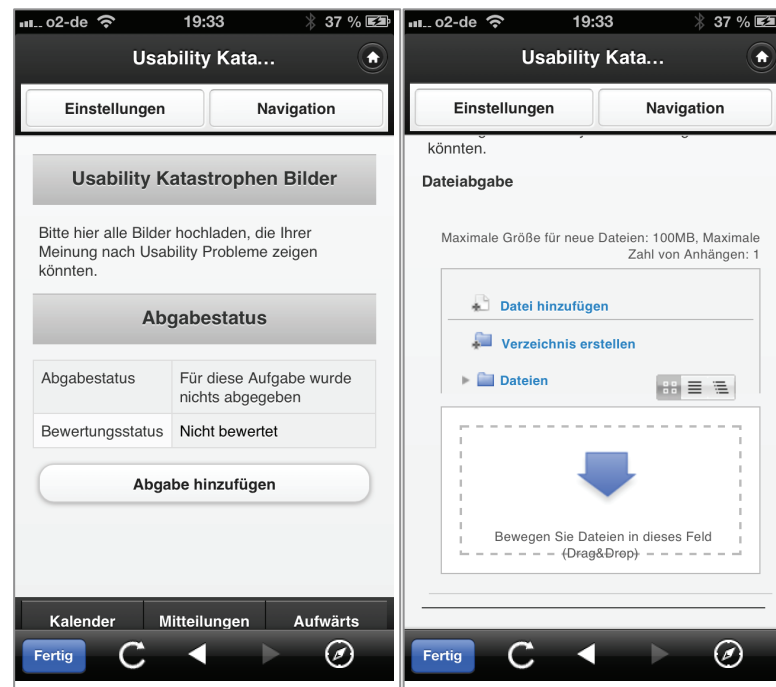 o2-de 19:33 37 %
Usability Kata...
Einstellungen Navigation
Usability Katastrophen Bilder
Bitte hier alle Bilder hochladen, die Ihrer
Meinung nach Usability Probleme zeigen
könnten.
Abgabestatus
Abgabestatus Für diese Aufgabe wurde
nichts abgegeben
Bewertungsstatus Nicht bewertet
Abgabe hinzufügen
Kalender Mitteilungen Aufwärts
Fertig
o2-de 19:33 37 %
Usability Kata...
Einstellungen Navigation
könnten.
Dateiabgabe
Maximale Größe für neue Dateien: 100MB, Maximale
Zahl von Anhängen: 1
Datei hinzufügen
Verzeichnis erstellen
Dateien
Bewegen Sie Dateien in dieses Feld
(Drag&Drop)
Fertig